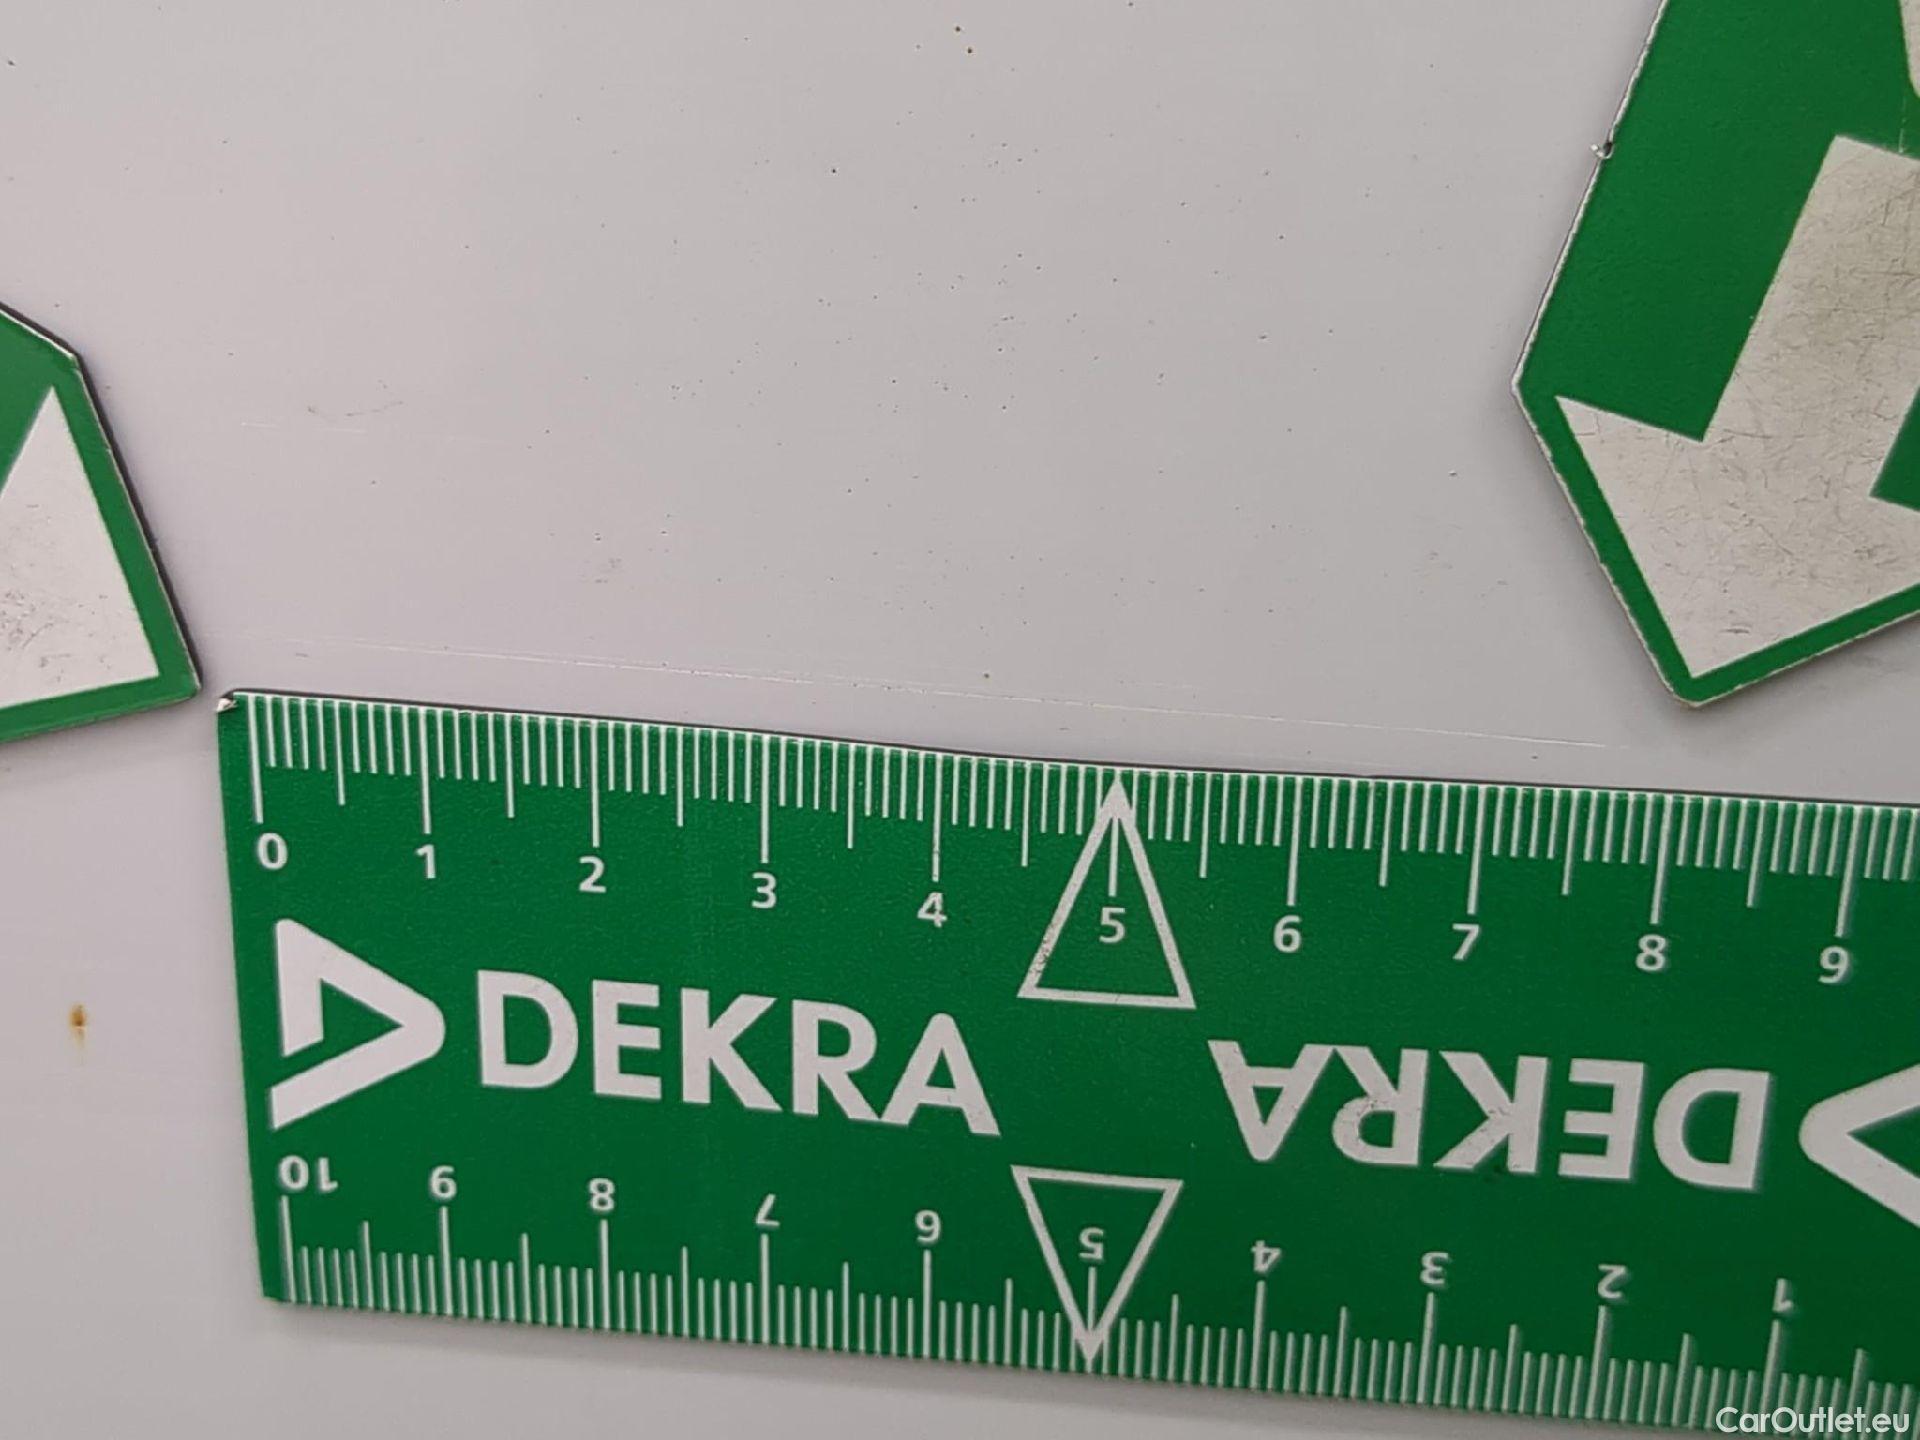 0 1 2 3 4 5 6 7 8 9
DEKRA
DEKRA
10 9 8 7 6 5 4 3 2 1
CarOutlet.eu